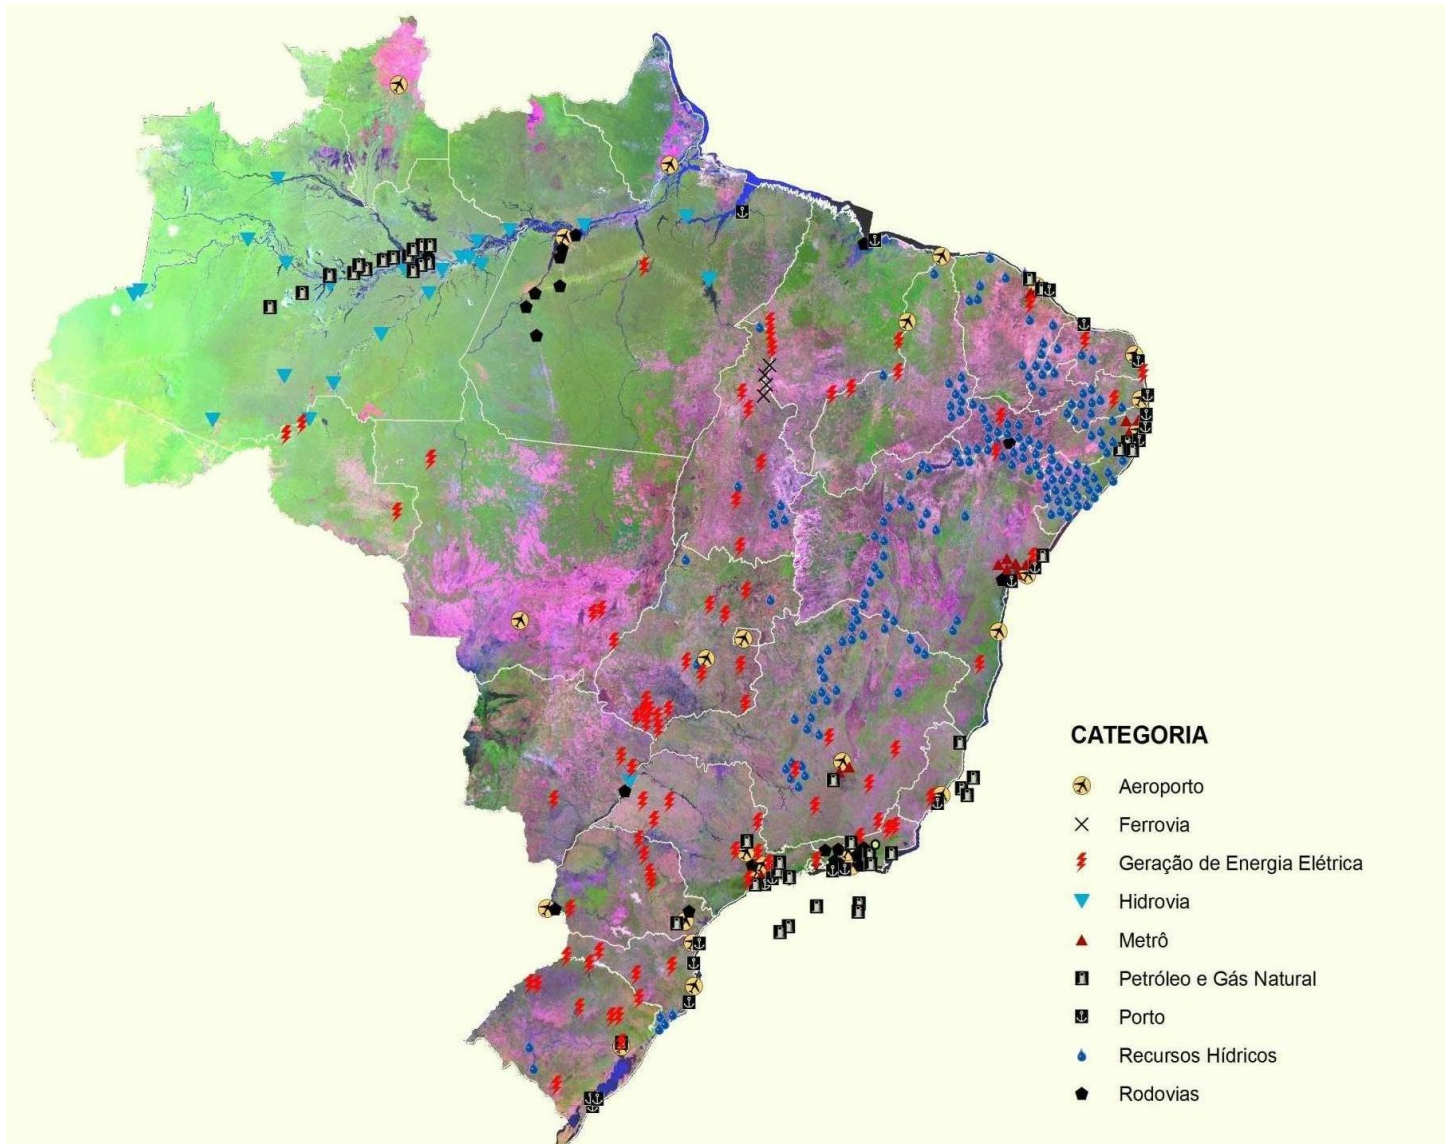 CATEGORIA
Aeroporto
Ferrovia
Geração de Energia Elétrica
Hidrovia
Metrô
Petróleo e Gás Natural
Porto
Recursos Hídricos
Rodovias